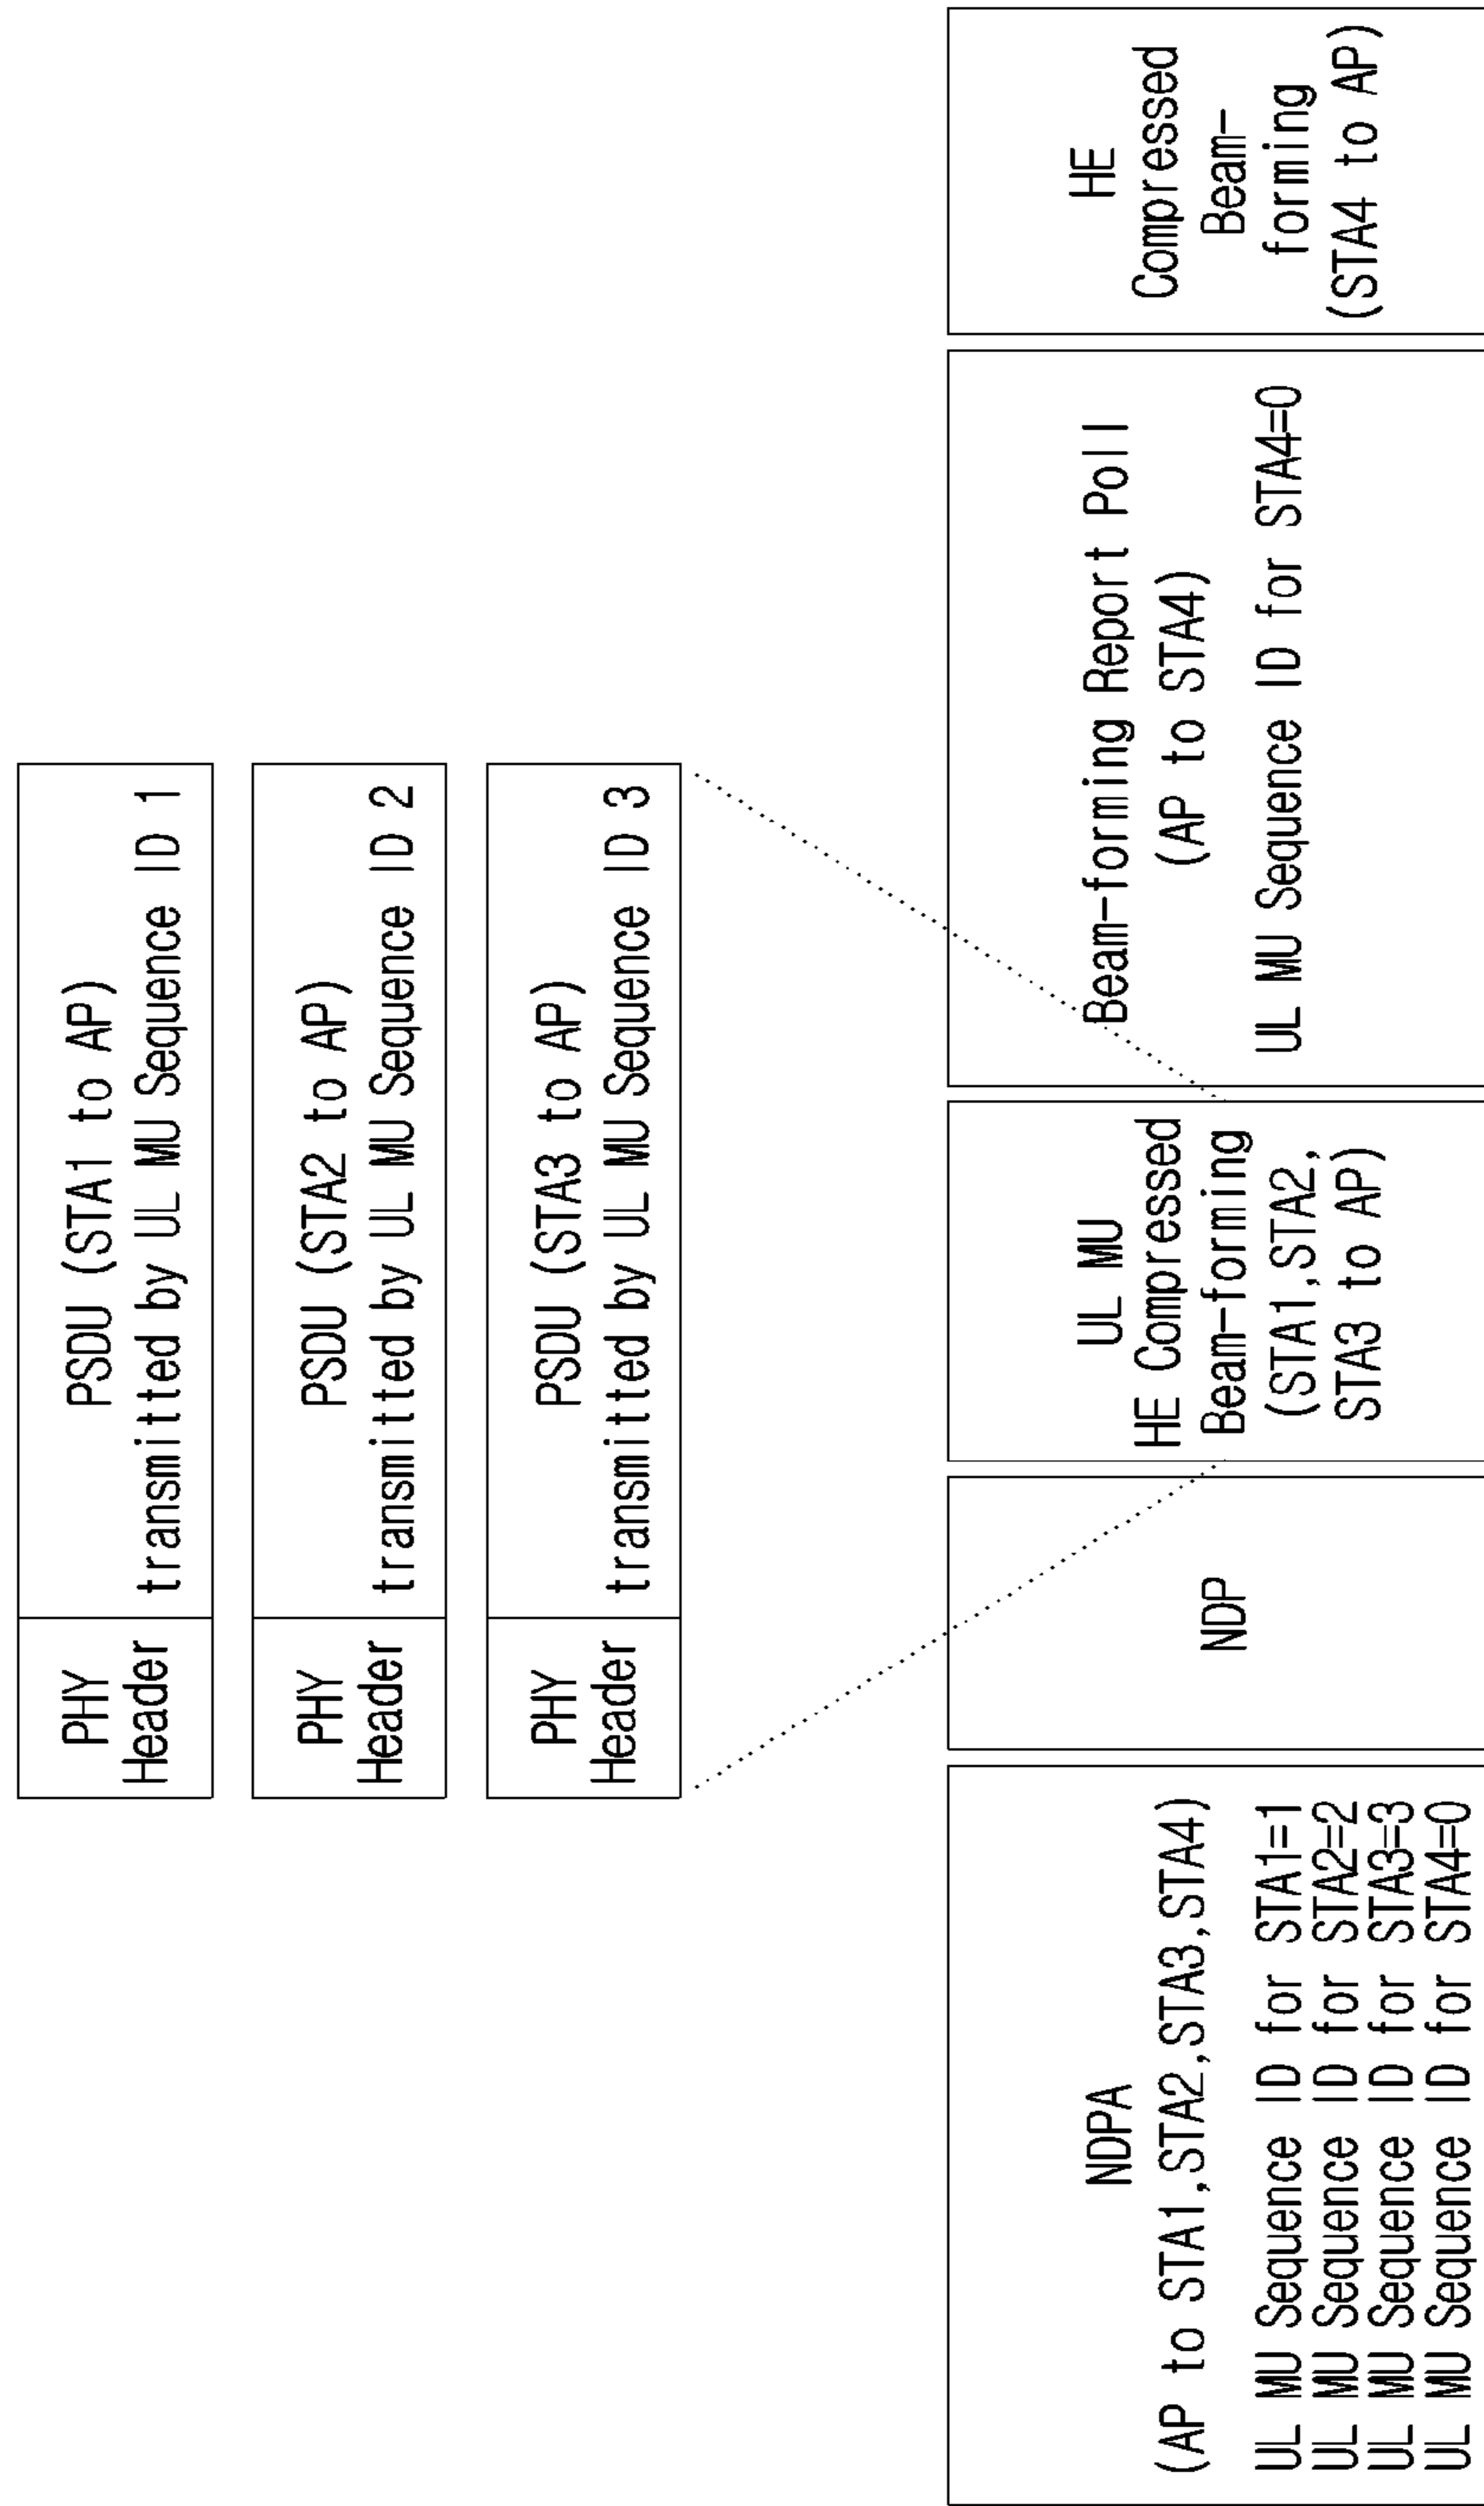 PHY
Header
PSDU (STA1 to AP)
transmitted by UL MU Sequence ID 1
PHY
Header
PSDU (STA2 to AP)
transmitted by UL MU Sequence ID 2
PHY
Header
PSDU (STA3 to AP)
transmitted by UL MU Sequence ID 3
NDPA
(AP to STA1,STA2,STA3,STA4)
UL MU Sequence ID for STA1=1
UL MU Sequence ID for STA2=2
UL MU Sequence ID for STA3=3
UL MU Sequence ID for STA4=0
NDP
UL MU
HE Compressed
Beam-forming
(STA1,STA2,
STA3 to AP)
Beam-forming Report Poll
(AP to STA4)
UL MU Sequence ID for STA4=0
HE
Compressed
Beam-
forming
(STA4 to AP)